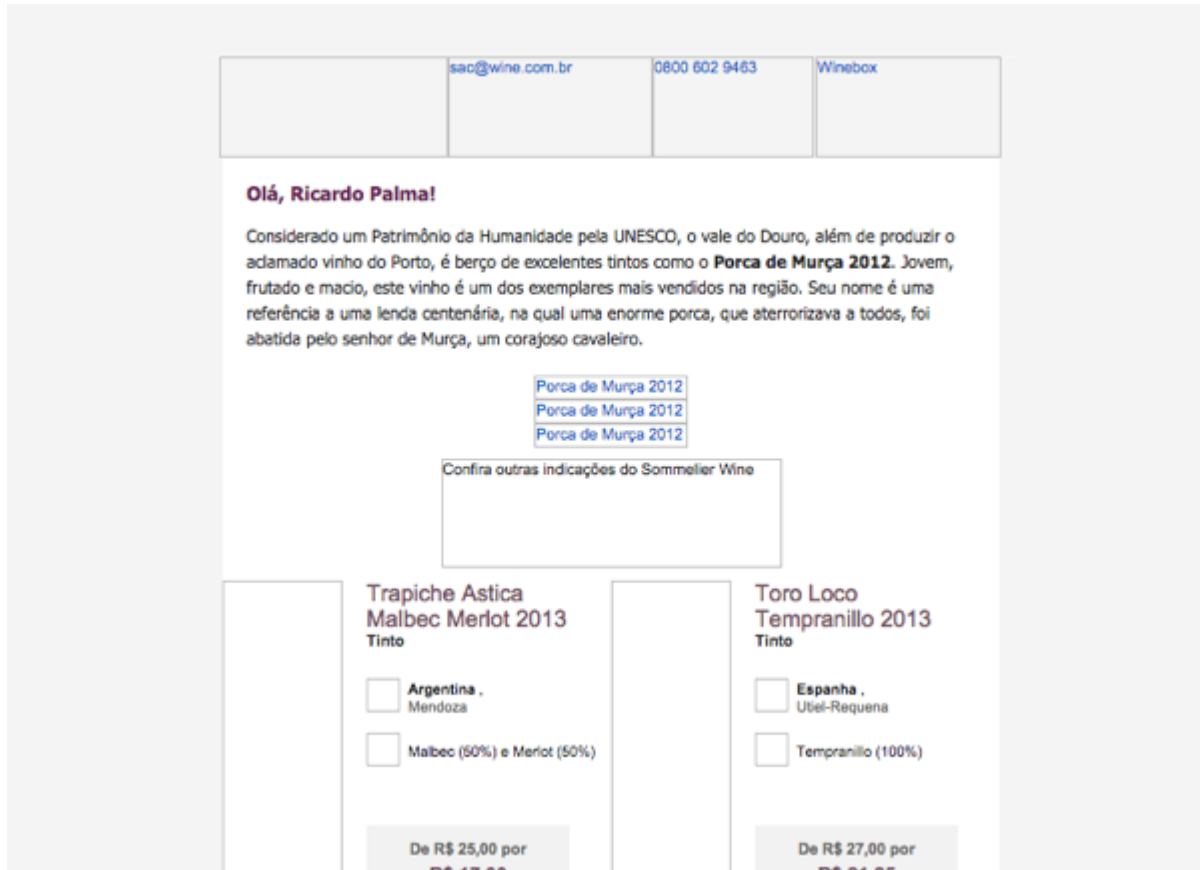 sac@wine.com.br 0800 602 9463 Winebox
Olá, Ricardo Palma!
Considerado um Patrimônio da Humanidade pela UNESCO, o vale do Douro, além de produzir o
aclamado vinho do Porto, é berço de excelentes tintos como o Porca de Murça 2012. Jovem,
frutado e macio, este vinho é um dos exemplares mais vendidos na região. Seu nome é uma
referência a uma lenda centenária, na qual uma enorme porca, que aterrorizava a todos, foi
abatida pelo senhor de Murça, um corajoso cavaleiro.
Porca de Murça 2012
Porca de Murça 2012
Porca de Murça 2012
Confira outras indicações do Sommelier Wine
Trapiche Astica
Malbec Merlot 2013
Tinto
Argentina ,
Mendoza
Malbec (50%) e Merlot (50%)
De R$ 25,00 por
Toro Loco
Tempranillo 2013
Tinto
Espanha ,
Utiel-Requena
Tempranillo (100%)
De R$ 27,00 por